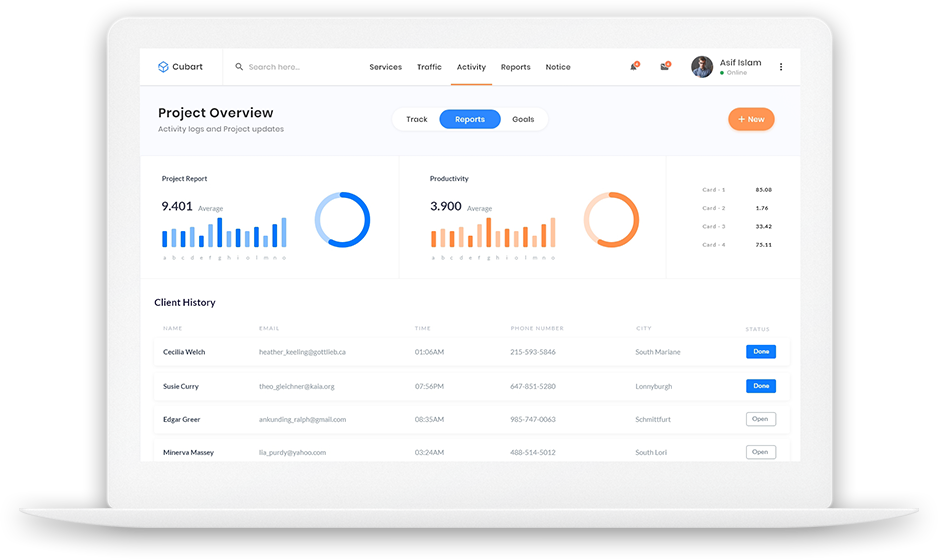 Cubart
Search here...
Services Traffic Activity Reports Notice
Asif Islam
Online
Project Overview
Activity logs and Project updates
Track Reports Goals
+ New
Project Report
9.401 Average
a b c d e f g h i o l m n o
Productivity
3.900 Average
a b c d e f g h i o l m n o
Card - 1 85.08
Card - 2 1.76
Card - 3 33.42
Card - 4 75.11
Client History
NAME EMAIL TIME PHONE NUMBER CITY STATUS
Cecilia Welch heather_keeling@gottlieb.ca 01:06AM 215-593-5846 South Mariane Done
Susie Curry theo_gleichner@kaia.org 07:56PM 647-851-5280 Lonnyburgh Done
Edgar Greer ankunding_ralph@gmail.com 08:35AM 985-747-0063 Schmittfurt Open
Minerva Massey lia_purdy@yahoo.com 03:24AM 488-514-5012 South Lori Open